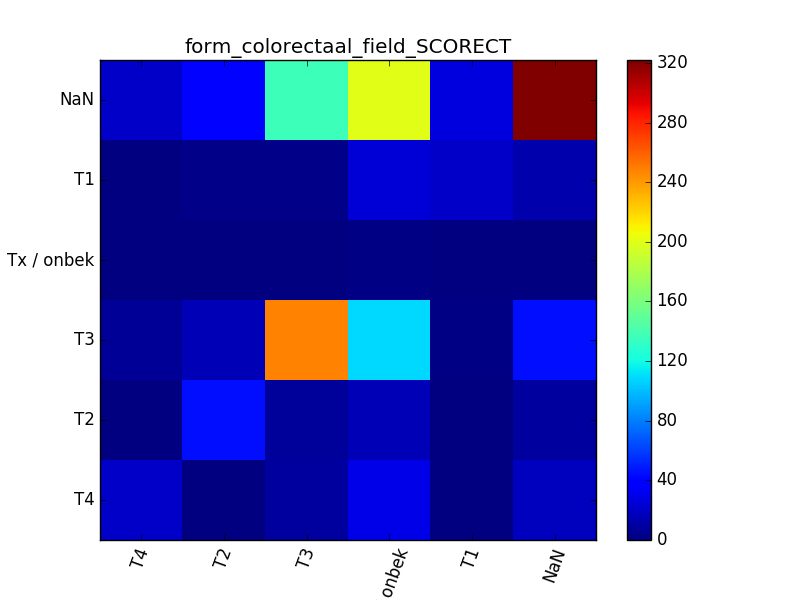 form_colorectaal_field_SCORECT
NaN
T1
Tx / onbek
T3
T2
T4
T4
T2
T3
onbek
T1
NaN
320
280
240
200
160
120
80
40
0